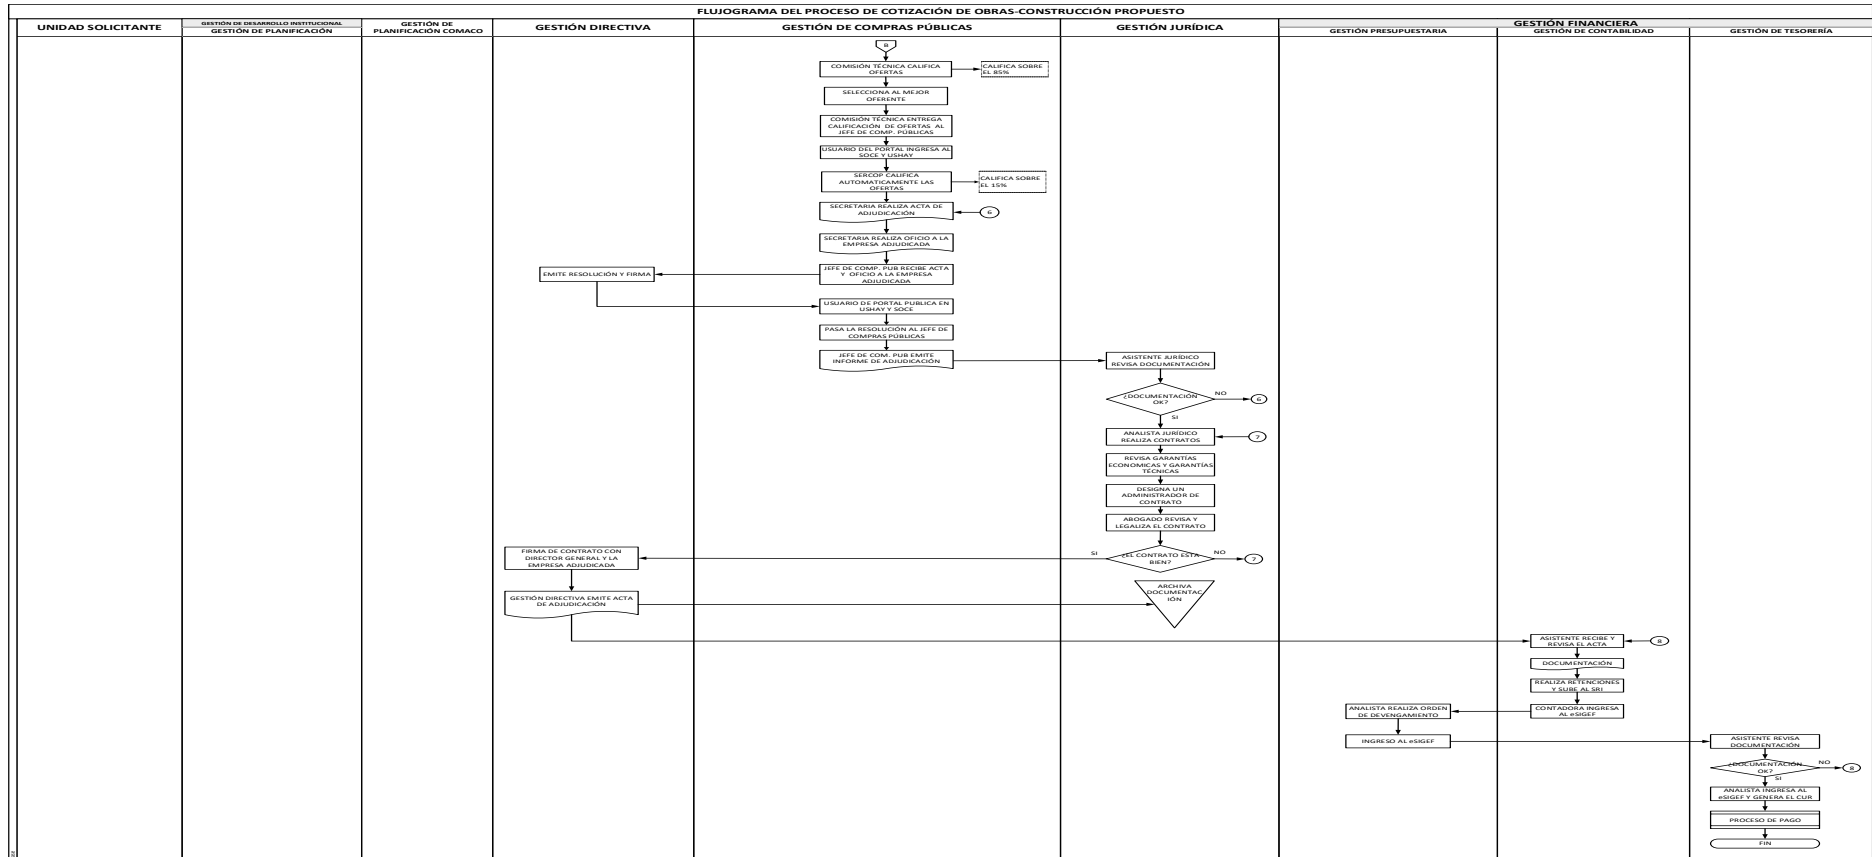 FLUJOGRAMA DEL PROCESO DE COTIZACIÓN DE OBRAS-CONSTRUCCIÓN PROPUESTO
UNIDAD SOLICITANTE
GESTIÓN DE DESARROLLO INSTITUCIONAL
GESTIÓN DE PLANIFICACIÓN
GESTIÓN DE
PLANIFICACIÓN COMACO
GESTIÓN DIRECTIVA
GESTIÓN DE COMPRAS PÚBLICAS
GESTIÓN JURÍDICA
GESTIÓN FINANCIERA
GESTIÓN PRESUPUESTARIA
GESTIÓN DE CONTABILIDAD
GESTIÓN DE TESORERÍA
COMISIÓN TÉCNICA CALIFICA
OFERTAS
CALIFICA SOBRE
EL 85%
SELECCIONA AL MEJOR
OFERENTE
COMISIÓN TÉCNICA ENTREGA
CALIFICACIÓN DE OFERTAS AL
JEFE DE COMP. PÚBLICAS
USUARIO DEL PORTAL INGRESA AL
SOCE Y USHAY
SERCOP CALIFICA
AUTOMATICAMENTE LAS
OFERTAS
CALIFICA SOBRE
EL 15%
SECRETARIA REALIZA ACTA DE
ADJUDICACIÓN
6
SECRETARIA REALIZA OFICIO A LA
EMPRESA ADJUDICADA
JEFE DE COMP. PUB RECIBE ACTA
Y OFICIO A LA EMPRESA
ADJUDICADA
EMITE RESOLUCIÓN Y FIRMA
USUARIO DE PORTAL PUBLICA EN
USHAY Y SOCE
PASA LA RESOLUCIÓN AL JEFE DE
COMPRAS PÚBLICAS
JEFE DE COM. PUB EMITE
INFORME DE ADJUDICACIÓN
ASISTENTE JURÍDICO
REVISA DOCUMENTACIÓN
¿DOCUMENTACIÓN
OK?
NO
6
SI
ANALISTA JURÍDICO
REALIZA CONTRATOS
7
REVISA GARANTÍAS
ECONOMICAS Y GARANTÍAS
TÉCNICAS
DESIGNA UN
ADMINISTRADOR DE
CONTRATO
ABOGADO REVISA Y
LEGALIZA EL CONTRATO
¿EL CONTRATO ESTA
BIEN?
SI
NO
7
FIRMA DE CONTRATO CON
DIRECTOR GENERAL Y LA
EMPRESA ADJUDICADA
GESTIÓN DIRECTIVA EMITE ACTA
DE ADJUDICACIÓN
ARCHIVA
DOCUMENTAC
IÓN
ASISTENTE RECIBE Y
REVISA EL ACTA
8
DOCUMENTACIÓN
REALIZA RETENCIONES
Y SUBE AL SRI
CONTADORA INGRESA
AL eSIGEF
ANALISTA REALIZA ORDEN
DE DEVENGAMIENTO
INGRESO AL eSIGEF
ASISTENTE REVISA
DOCUMENTACIÓN
¿DOCUMENTACIÓN
OK?
NO
8
SI
ANALISTA INGRESA AL
eSIGEF Y GENERA EL CUR
PROCESO DE PAGO
FIN